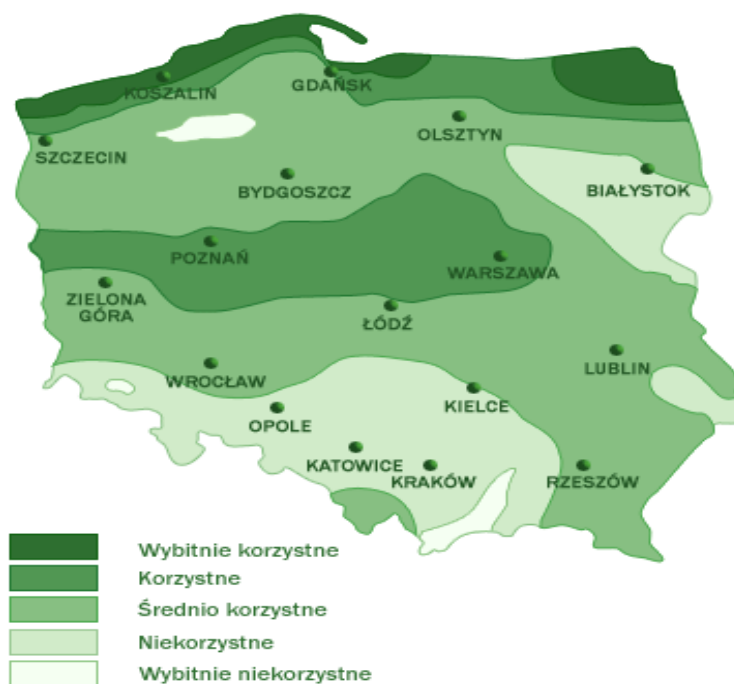 KOSZALIŃ
GDAŃSK
OLSZTYN
SZCZECIN
BYDGOSZCZ
BIAŁYSTOK
POZNAŃ
WARSZAWA
ZIELONA
GÓRA
ŁÓDŹ
LUBLIN
WROCŁAW
KIELCE
OPOLE
KATOWICE
KRAKÓW
RZESZÓW
Wybitnie korzystne
Korzystne
Średnio korzystne
Niekorzystne
Wybitnie niekorzystne